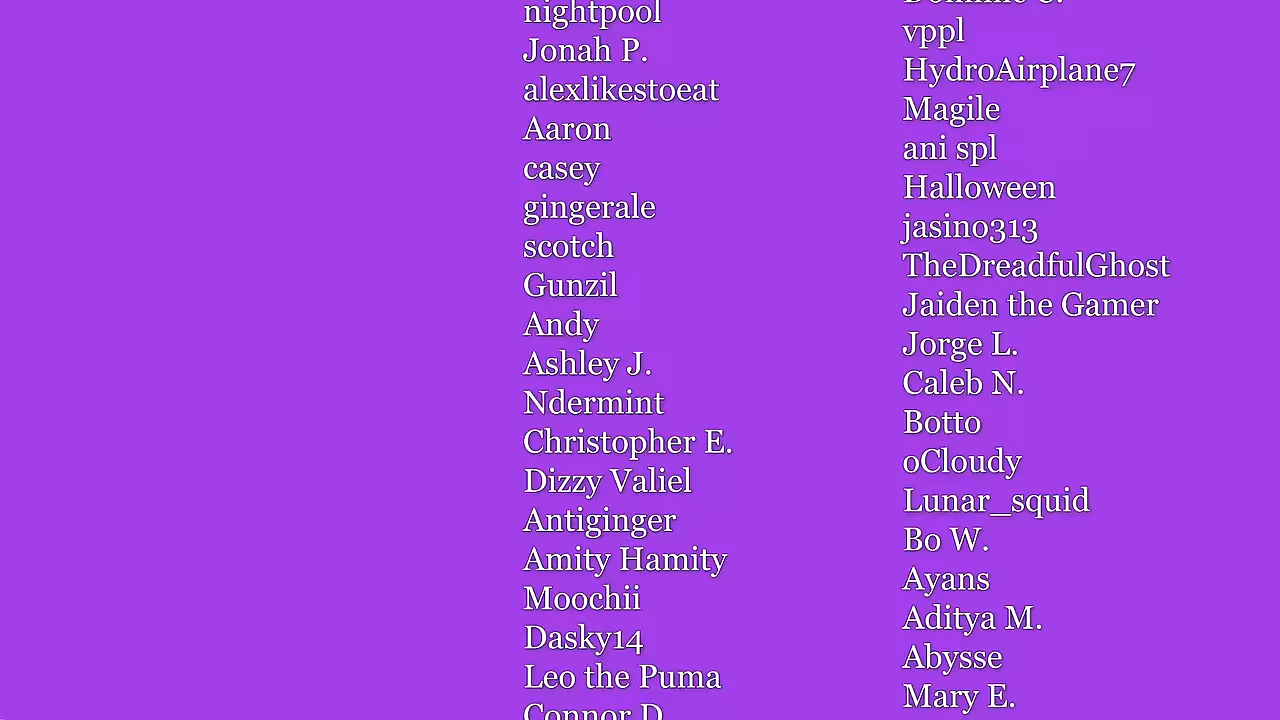 nightpool
Jonah P.
alexlikestoeat
Aaron
casey
gingerale
scotch
Gunzil
Andy
Ashley J.
Ndermint
Christopher E.
Dizzy Valiel
Antiginger
Amity Hamity
Moochii
Dasky14
Leo the Puma
Connor D
vppl
HydroAirplane7
Magile
ani spl
Halloween
jasino313
TheDreadfulGhost
Jaiden the Gamer
Jorge L.
Caleb N.
Botto
oCloudy
Lunar_squid
Bo W.
Ayans
Aditya M.
Abysse
Mary E.